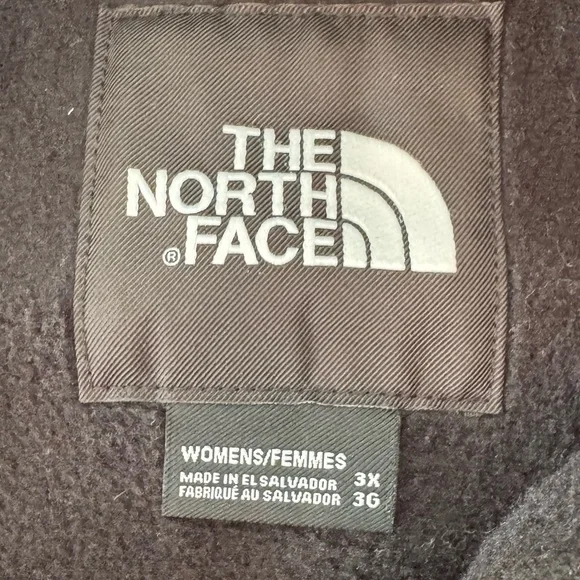 THE
NORTH
® FACE
WOMENS/FEMMES
MADE IN EL SALVADOR 3X
FABRIQUÉ AU SALVADOR 3G